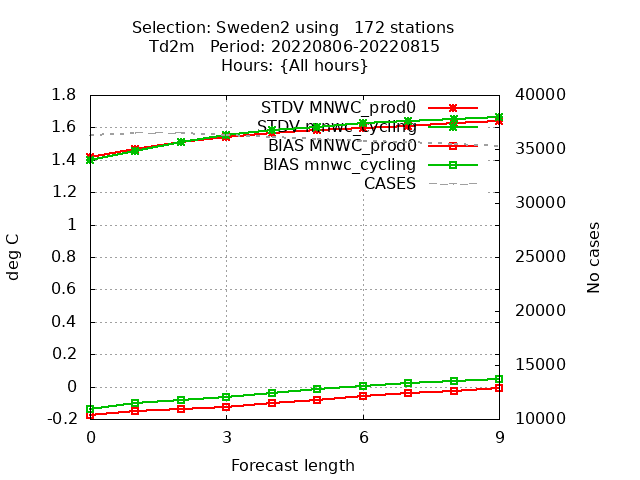 Selection: Sweden2 using   172 stations
Td2m   Period: 20220806-20220815
Hours: {All hours}
1.8
1.6
1.4
1.2
1
0.8
0.6
0.4
0.2
0
-0.2
deg C
STDV MNWC_prod0
STDV mnwc_cycling
BIAS MNWC_prod0
BIAS mnwc_cycling
CASES
40000
35000
30000
25000
20000
15000
10000
No cases
0 3 6 9
Forecast length